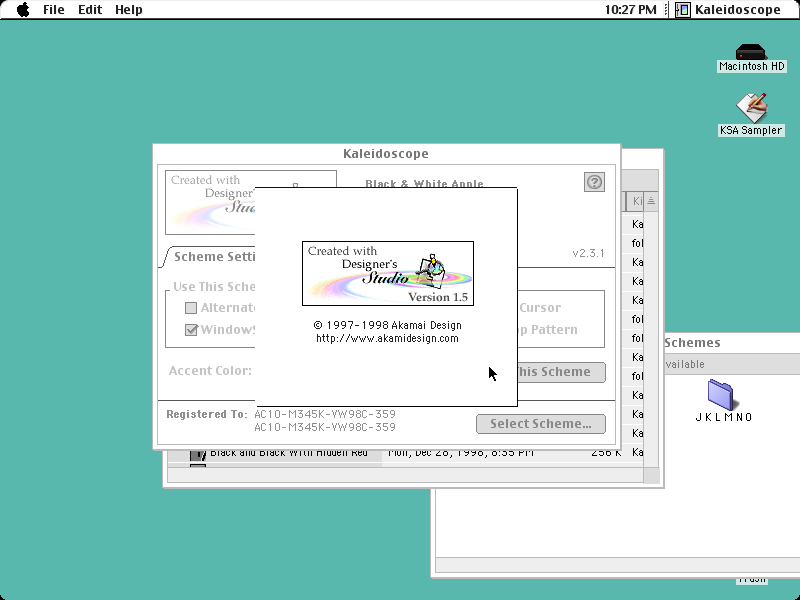 File Edit Help 10:27 PM Kaleidoscope
Macintosh HD
KSA Sampler
Kaleidoscope
Created with
Designer's
Black & White Apple
v2.3.1
Scheme Setti
Use This Sche
Alternat
Windows
Cursor
p Pattern
Accent Color:
his Scheme
Registered To: AC10-M345K-YW98C-359
AC10-M345K-YW98C-359
Select Scheme...
Created with
Designer's
Studio
Version 1.5
© 1997-1998 Akamai Design
http://www.akamidesign.com
Ki
Ka
fol
Ka
Ka
Ka
fol
fol
Ka
fol
Ka
Ka
Ka
Black and Black With Hidden Red Mon, Dec 28, 1998, 8:35 PM 256 K Ka
Schemes
vailable
J K L M N O
Trash